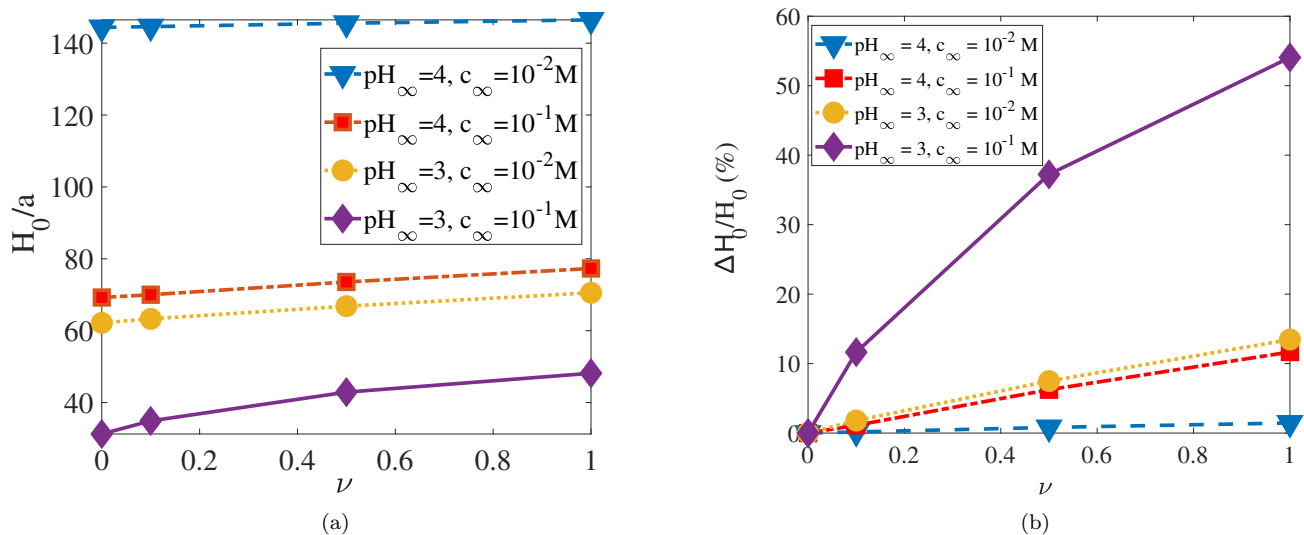 140
120
100
80
60
40
H₀/a
pH∞=4, c∞=10⁻²M
pH∞=4, c∞=10⁻¹M
pH∞=3, c∞=10⁻²M
pH∞=3, c∞=10⁻¹M
0 0.2 0.4 0.6 0.8 1
ν
(a)
60
50
40
30
20
10
0
ΔH₀/H₀ (%)
pH∞ = 4, c∞ = 10⁻² M
pH∞ = 4, c∞ = 10⁻¹ M
pH∞ = 3, c∞ = 10⁻² M
pH∞ = 3, c∞ = 10⁻¹ M
0 0.2 0.4 0.6 0.8 1
ν
(b)